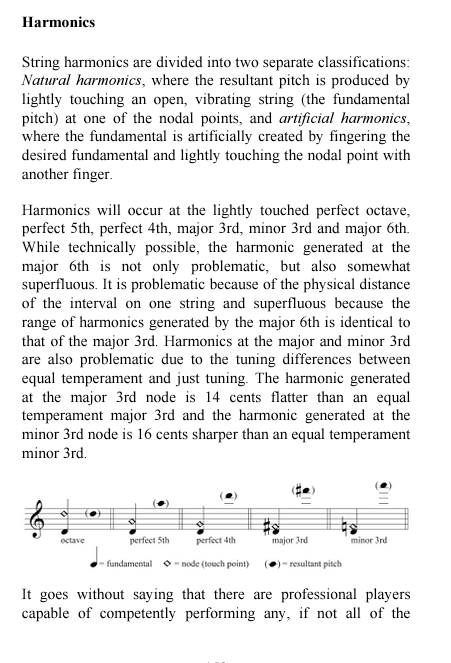 Harmonics
String harmonics are divided into two separate classifications:
Natural harmonics, where the resultant pitch is produced by
lightly touching an open, vibrating string (the fundamental
pitch) at one of the nodal points, and artificial harmonics,
where the fundamental is artificially created by fingering the
desired fundamental and lightly touching the nodal point with
another finger.
Harmonics will occur at the lightly touched perfect octave,
perfect 5th, perfect 4th, major 3rd, minor 3rd and major 6th.
While technically possible, the harmonic generated at the
major 6th is not only problematic, but also somewhat
superfluous. It is problematic because of the physical distance
of the interval on one string and superfluous because the
range of harmonics generated by the major 6th is identical to
that of the major 3rd. Harmonics at the major and minor 3rd
are also problematic due to the tuning differences between
equal temperament and just tuning. The harmonic generated
at the major 3rd node is 14 cents flatter than an equal
temperament major 3rd and the harmonic generated at the
minor 3rd node is 16 cents sharper than an equal temperament
minor 3rd.
octave perfect 5th perfect 4th major 3rd minor 3rd
= fundamental = node (touch point) = resultant pitch
It goes without saying that there are professional players
capable of competently performing any, if not all of the